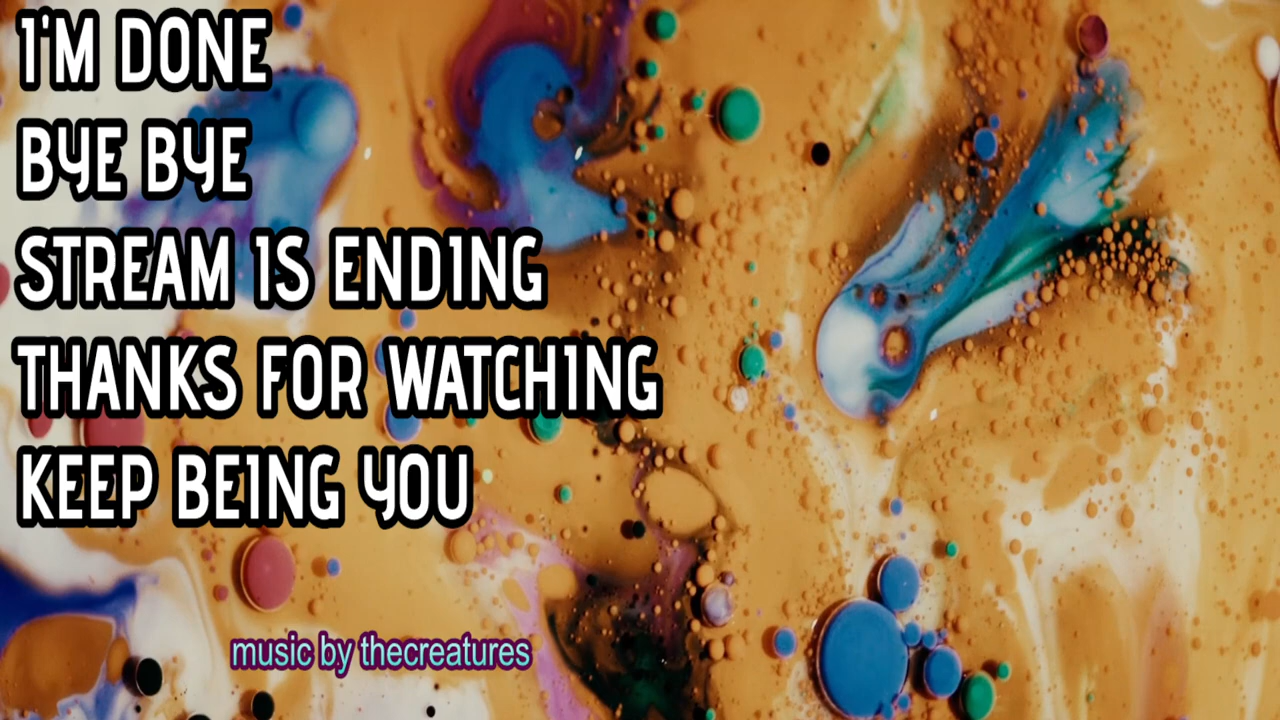 I'M DONE
BYE BYE
STREAM IS ENDING
THANKS FOR WATCHING
KEEP BEING YOU
music by thecreatures